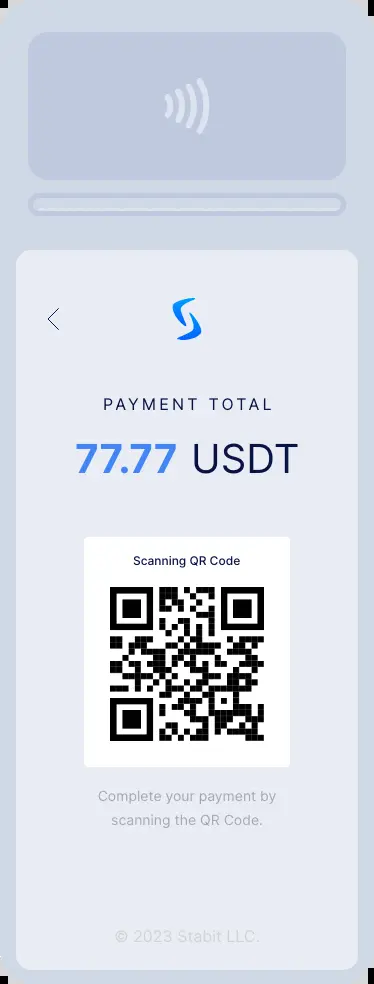 PAYMENT TOTAL
77.77 USDT
Scanning QR Code
Complete your payment by
scanning the QR Code.
© 2023 Stabit LLC.